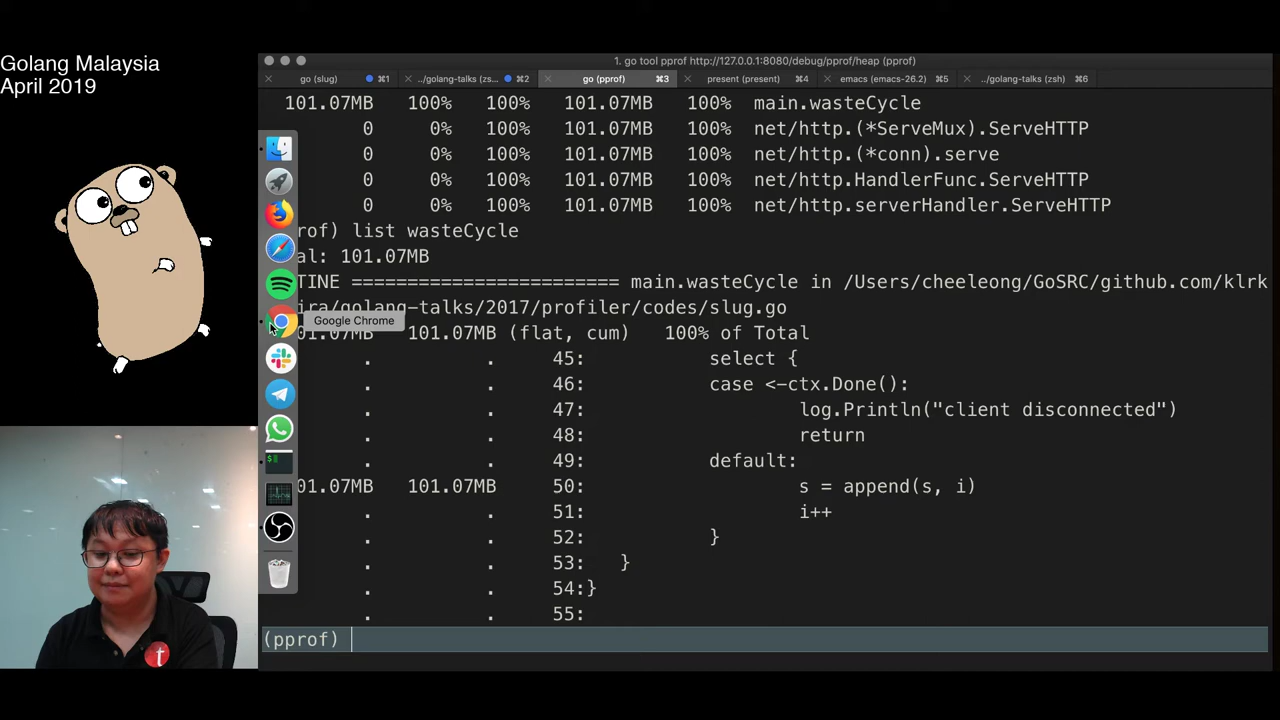 Golang Malaysia
April 2019
1. go tool pprof http://127.0.0.1:8080/debug/pprof/heap (pprof)
go (slug) ⌘1 ../golang-talks (zs... ⌘2 go (pprof) ⌘3 present (present) ⌘4 emacs (emacs-26.2) ⌘5 ../golang-talks (zsh) ⌘6
101.07MB 100% 100% 101.07MB 100% main.wasteCycle
0 0% 100% 101.07MB 100% net/http.(*ServeMux).ServeHTTP
0 0% 100% 101.07MB 100% net/http.(*conn).serve
0 0% 100% 101.07MB 100% net/http.HandlerFunc.ServeHTTP
0 0% 100% 101.07MB 100% net/http.serverHandler.ServeHTTP
rof) list wasteCycle
al: 101.07MB
TINE ======================== main.wasteCycle in /Users/cheeleong/GoSRC/github.com/klrk
ira/golang-talks/2017/profiler/codes/slug.go
01.07MB 101.07MB (flat, cum) 100% of Total
. . 45: select {
. . 46: case <-ctx.Done():
. . 47: log.Println("client disconnected")
. . 48: return
. . 49: default:
01.07MB 101.07MB 50: s = append(s, i)
. . 51: i++
. . 52: }
. . 53: }
. . 54:}
. . 55:
(pprof)
Google Chrome
t